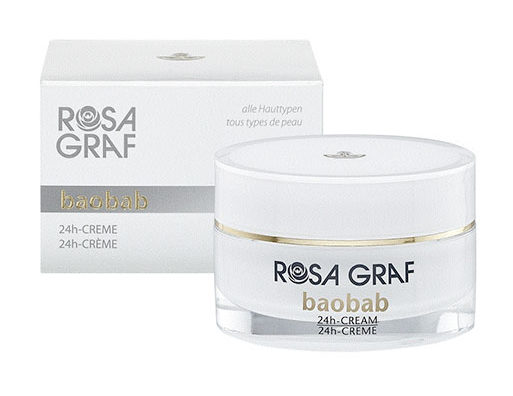 ROSA
GRAF
alle Hauttypen
tous types de peau
baobab
24h-CREME
24h-CRÈME
ROSA GRAF
baobab
24h-CREAM
24h-CREME